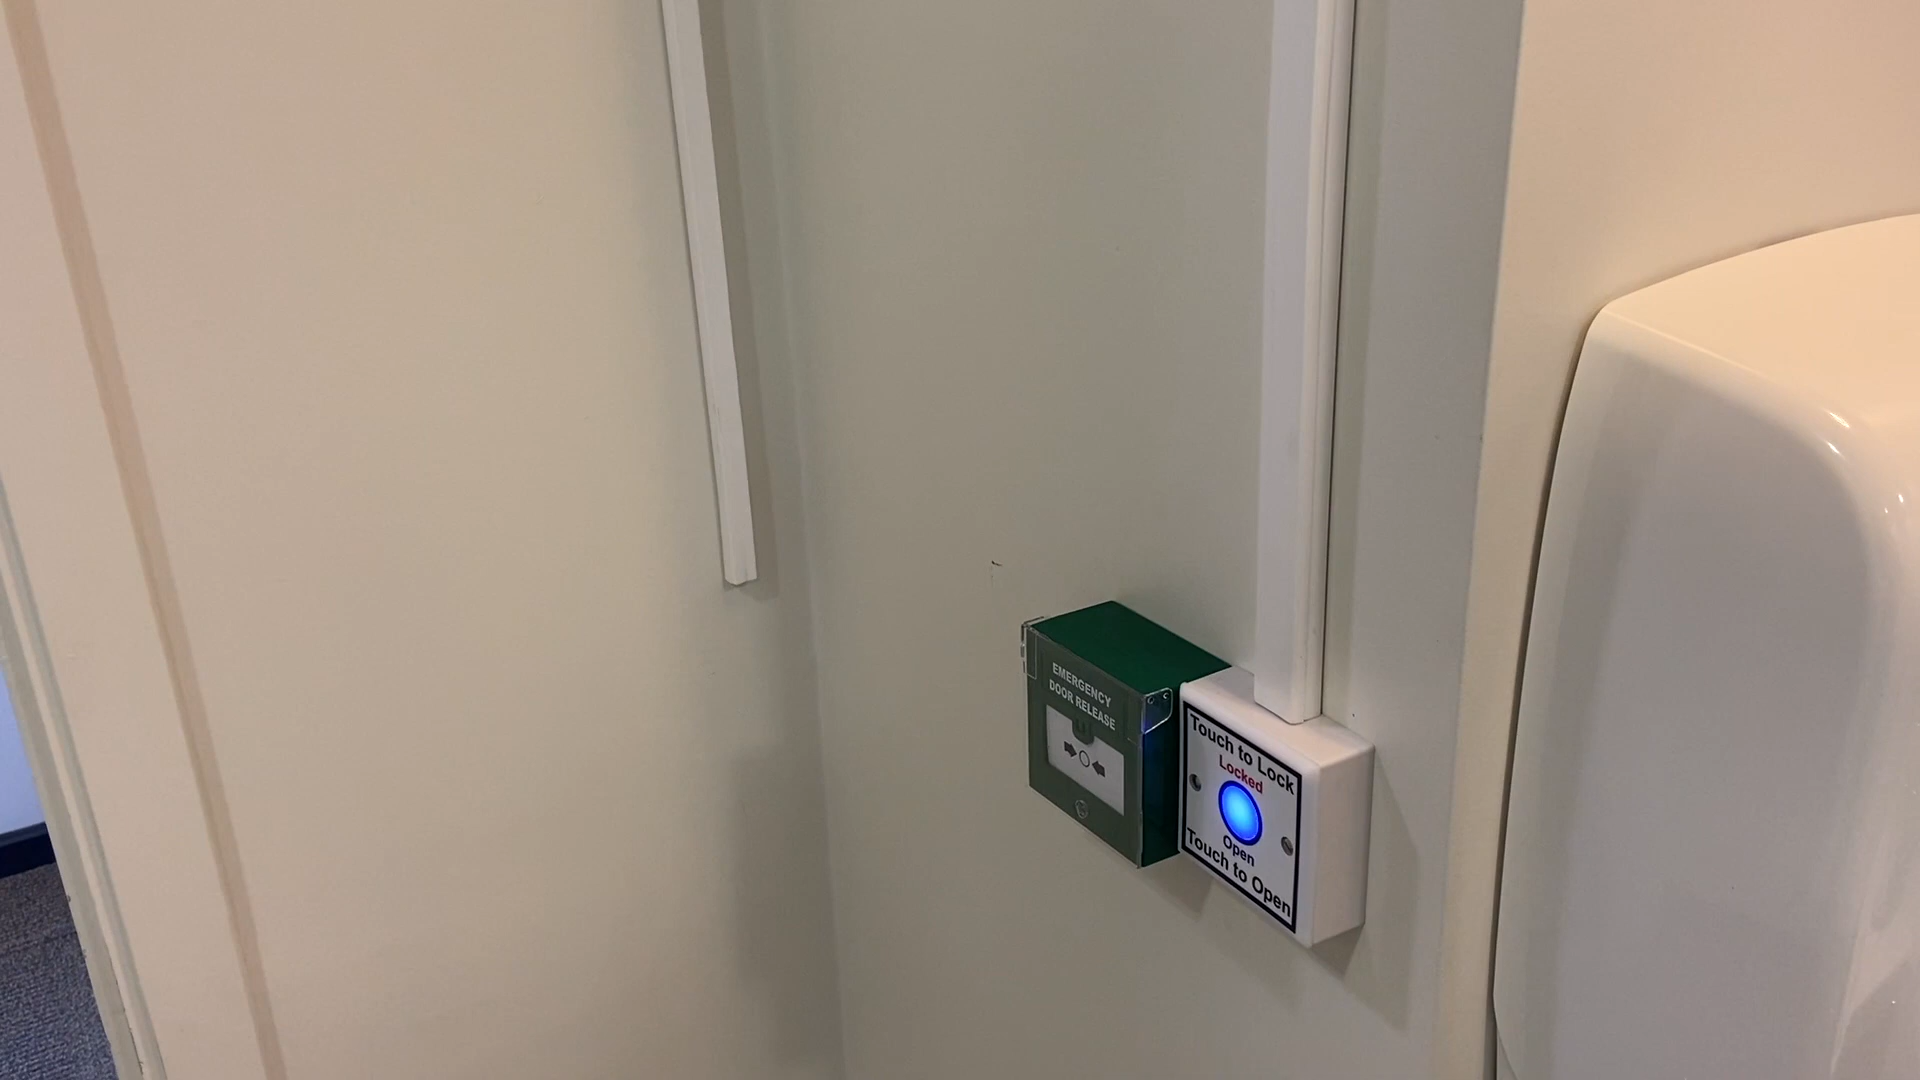 EMERGENCY
DOOR RELEASE
Touch to Lock
Locked
Open
Touch to Open